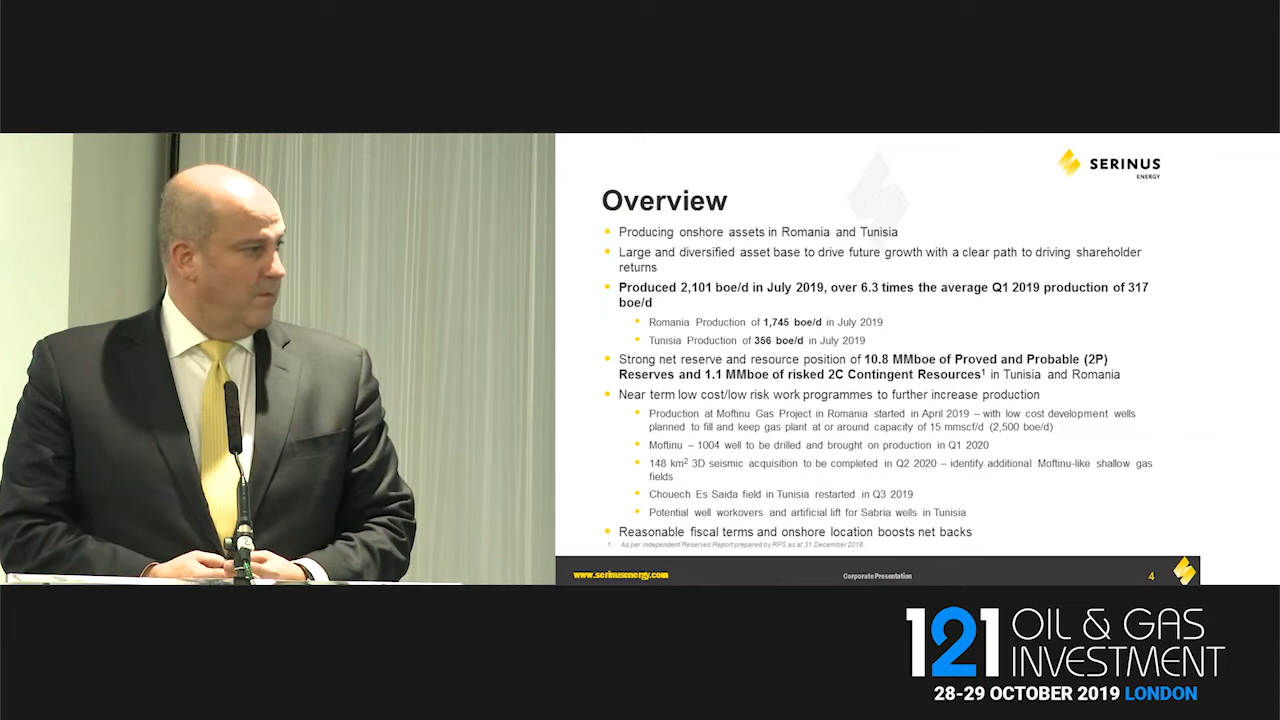 SERINUS
ENERGY
Overview
Producing onshore assets in Romania and Tunisia
Large and diversified asset base to drive future growth with a clear path to driving shareholder
returns
Produced 2,101 boe/d in July 2019, over 6.3 times the average Q1 2019 production of 317
boe/d
Romania Production of 1,745 boe/d in July 2019
Tunisia Production of 356 boe/d in July 2019
Strong net reserve and resource position of 10.8 MMboe of Proved and Probable (2P)
Reserves and 1.1 MMboe of risked 2C Contingent Resources¹ in Tunisia and Romania
Near term low cost/low risk work programmes to further increase production
Production at Moftinu Gas Project in Romania started in April 2019 – with low cost development wells
planned to fill and keep gas plant at or around capacity of 15 mmscf/d (2,500 boe/d)
Moftinu – 1004 well to be drilled and brought on production in Q1 2020
148 km² 3D seismic acquisition to be completed in Q2 2020 – identify additional Moftinu-like shallow gas
fields
Chouech Es Saida field in Tunisia restarted in Q3 2019
Potential well workovers and artificial lift for Sabria wells in Tunisia
Reasonable fiscal terms and onshore location boosts net backs
1. As per Independent Reserves Report prepared by RPS as at 31 December 2018.
www.serinusenergy.com
Corporate Presentation
4
121 OIL & GAS
INVESTMENT
28-29 OCTOBER 2019 LONDON